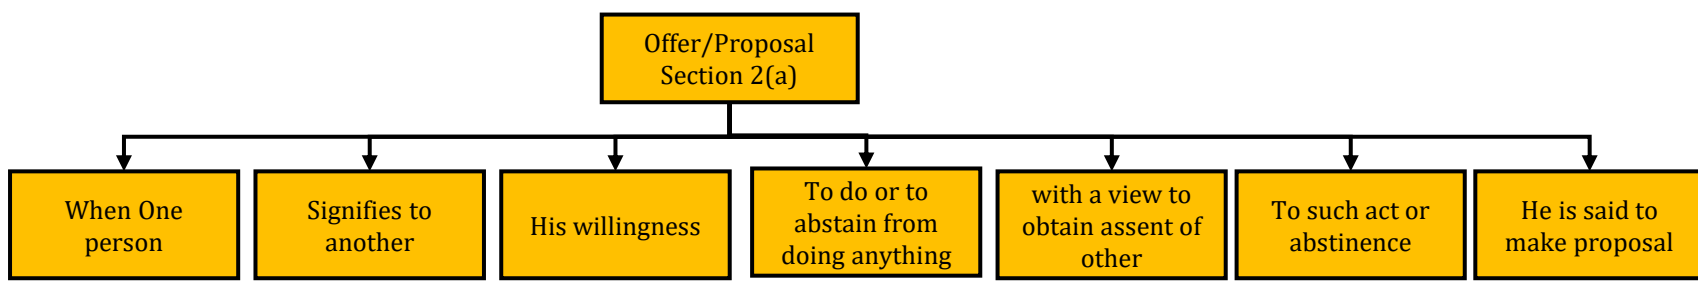 Offer/Proposal
Section 2(a)
When One
person
Signifies to
another
His willingness
To do or to
abstain from
doing anything
with a view to
obtain assent of
other
To such act or
abstinence
He is said to
make proposal